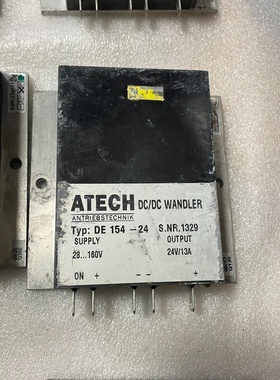 ATECH DC/DC WANDLER
ANTRIEBSTECHNIK
Typ: DE 154 -24 S.NR.1329
SUPPLY OUTPUT
28...160V 24V/13A
ON + - + -